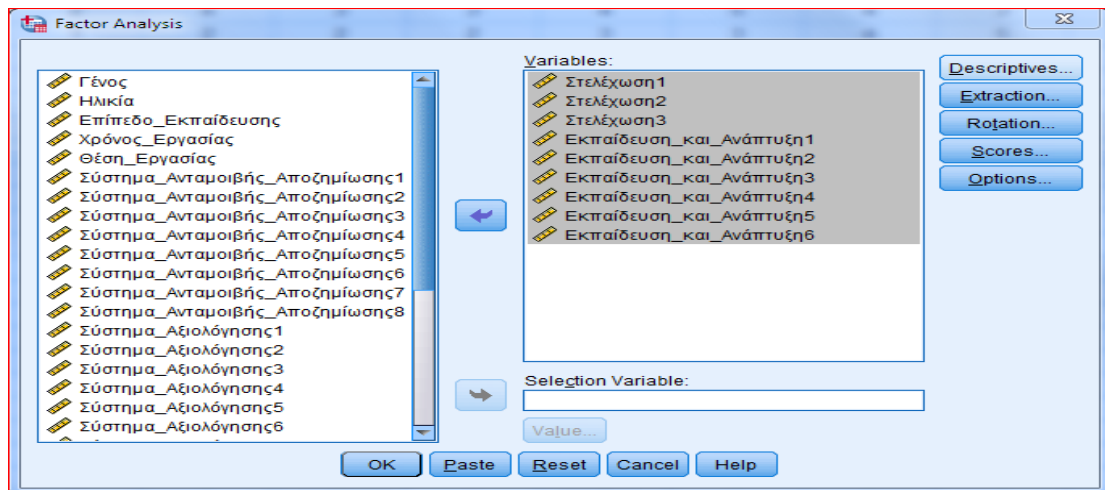 Factor Analysis
Γένος
Ηλικία
Επίπεδο_Εκπαίδευσης
Χρόνος_Εργασίας
Θέση_Εργασίας
Σύστημα_Ανταμοιβής_Αποζημίωσης1
Σύστημα_Ανταμοιβής_Αποζημίωσης2
Σύστημα_Ανταμοιβής_Αποζημίωσης3
Σύστημα_Ανταμοιβής_Αποζημίωσης4
Σύστημα_Ανταμοιβής_Αποζημίωσης5
Σύστημα_Ανταμοιβής_Αποζημίωσης6
Σύστημα_Ανταμοιβής_Αποζημίωσης7
Σύστημα_Ανταμοιβής_Αποζημίωσης8
Σύστημα_Αξιολόγησης1
Σύστημα_Αξιολόγησης2
Σύστημα_Αξιολόγησης3
Σύστημα_Αξιολόγησης4
Σύστημα_Αξιολόγησης5
Σύστημα_Αξιολόγησης6
Variables:
Στελέχωση1
Στελέχωση2
Στελέχωση3
Εκπαίδευση_και_Ανάπτυξη1
Εκπαίδευση_και_Ανάπτυξη2
Εκπαίδευση_και_Ανάπτυξη3
Εκπαίδευση_και_Ανάπτυξη4
Εκπαίδευση_και_Ανάπτυξη5
Εκπαίδευση_και_Ανάπτυξη6
Selection Variable:
Value...
Descriptives...
Extraction...
Rotation...
Scores...
Options...
OK Paste Reset Cancel Help